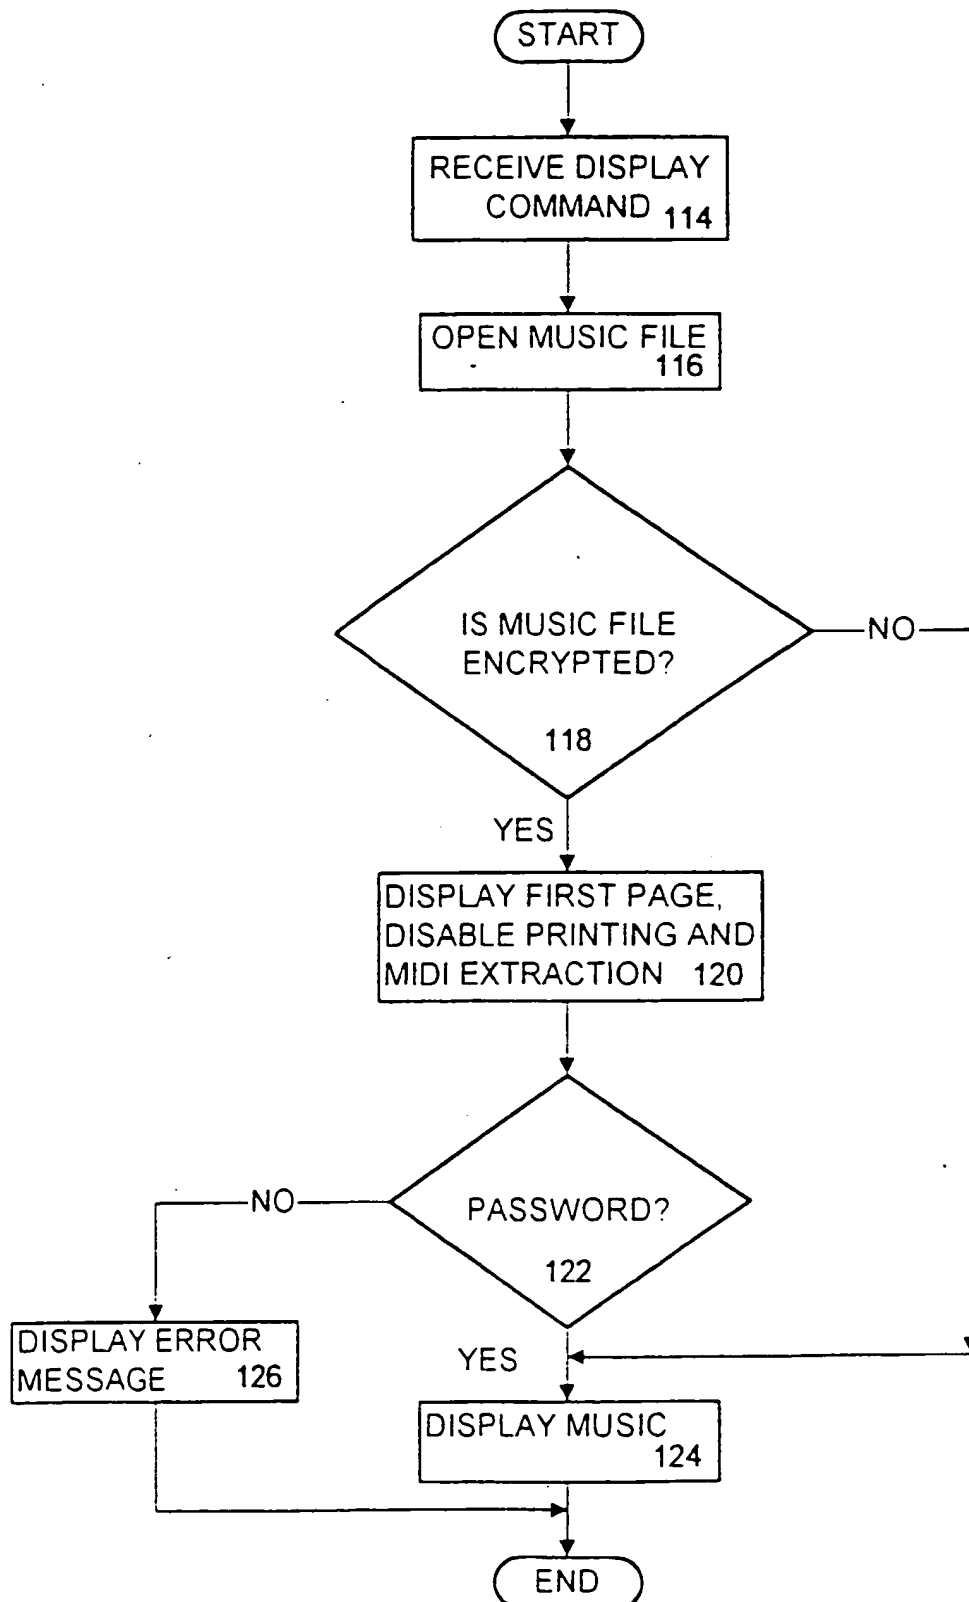 START
RECEIVE DISPLAY
COMMAND 114
OPEN MUSIC FILE
116
IS MUSIC FILE
ENCRYPTED?
NO
118
YES
DISPLAY FIRST PAGE,
DISABLE PRINTING AND
MIDI EXTRACTION 120
NO
PASSWORD?
122
DISPLAY ERROR
MESSAGE 126
YES
DISPLAY MUSIC
124
END